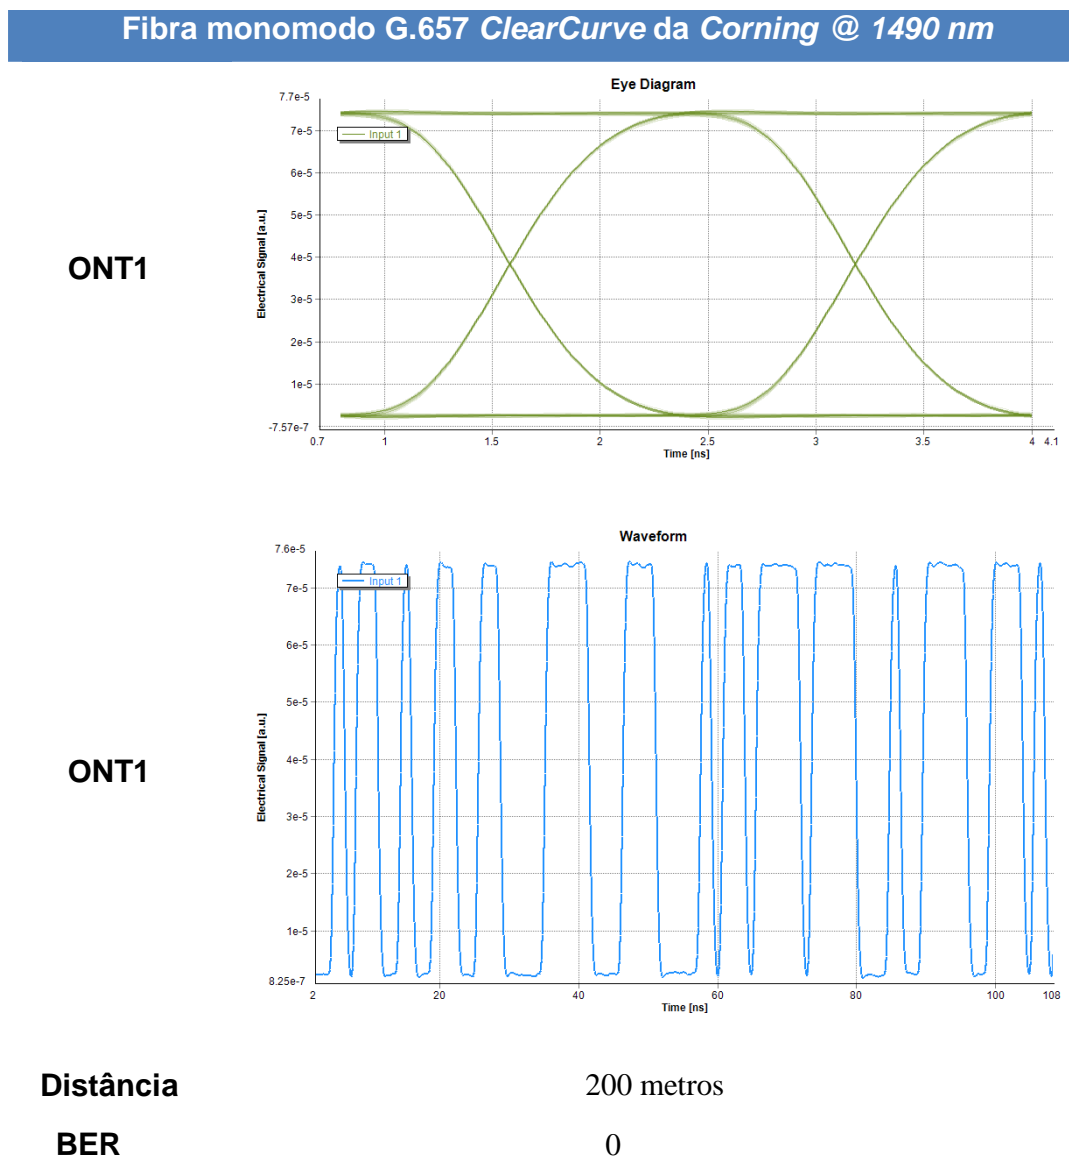 Fibra monomodo G.657 ClearCurve da Corning @ 1490 nm
Eye Diagram
7.7e-5
7e-5
6e-5
5e-5
4e-5
3e-5
2e-5
1e-5
-7.57e-7
Electrical Signal [a.u.]
Input 1
0.7 1 1.5 2 2.5 3 3.5 4 4.1
Time [ns]
ONT1
Waveform
7.6e-5
7e-5
6e-5
5e-5
4e-5
3e-5
2e-5
1e-5
8.25e-7
Electrical Signal [a.u.]
Input 1
2 20 40 60 80 100 108
Time [ns]
ONT1
Distância 200 metros
BER 0